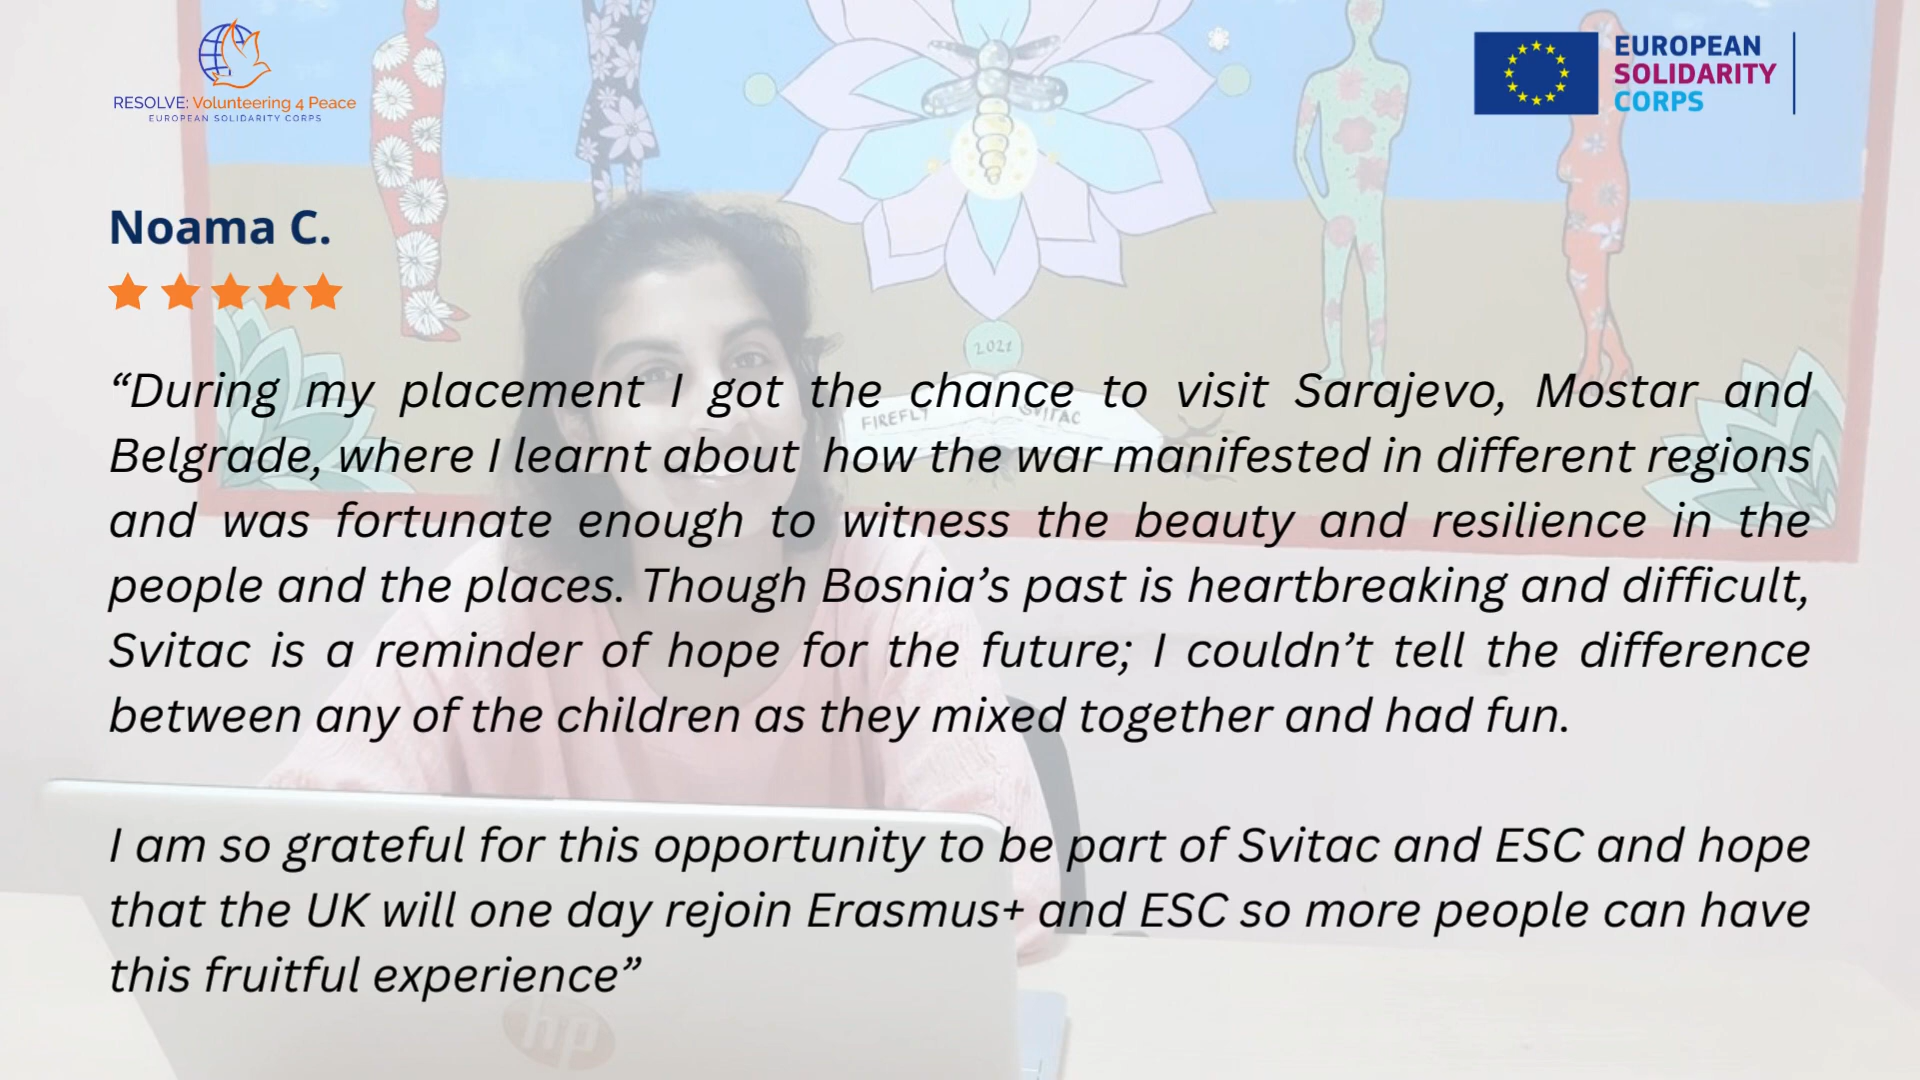 RESOLVE: Volunteering 4 Peace
EUROPEAN SOLIDARITY CORPS
EUROPEAN
SOLIDARITY
CORPS
Noama C.
“During my placement I got the chance to visit Sarajevo, Mostar and
Belgrade, where I learnt about how the war manifested in different regions
and was fortunate enough to witness the beauty and resilience in the
people and the places. Though Bosnia’s past is heartbreaking and difficult,
Svitac is a reminder of hope for the future; I couldn’t tell the difference
between any of the children as they mixed together and had fun.
I am so grateful for this opportunity to be part of Svitac and ESC and hope
that the UK will one day rejoin Erasmus+ and ESC so more people can have
this fruitful experience”
2021
FIREFLY SVITAC
hp